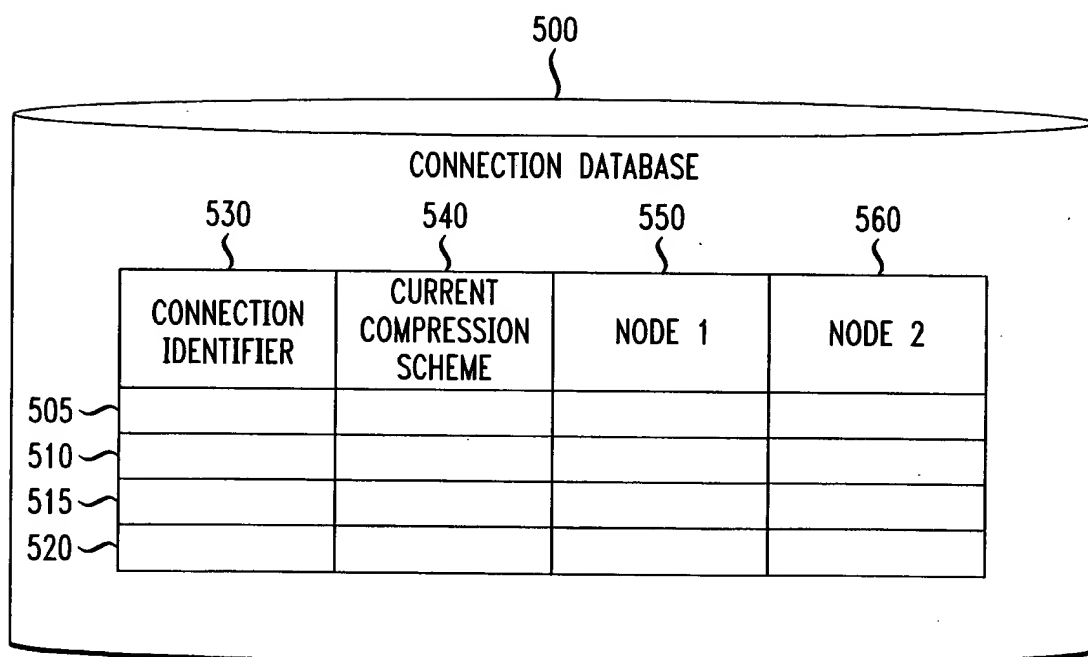 500
CONNECTION DATABASE
530 540 550 560
CONNECTION IDENTIFIER
CURRENT COMPRESSION SCHEME
NODE 1
NODE 2
505
510
515
520